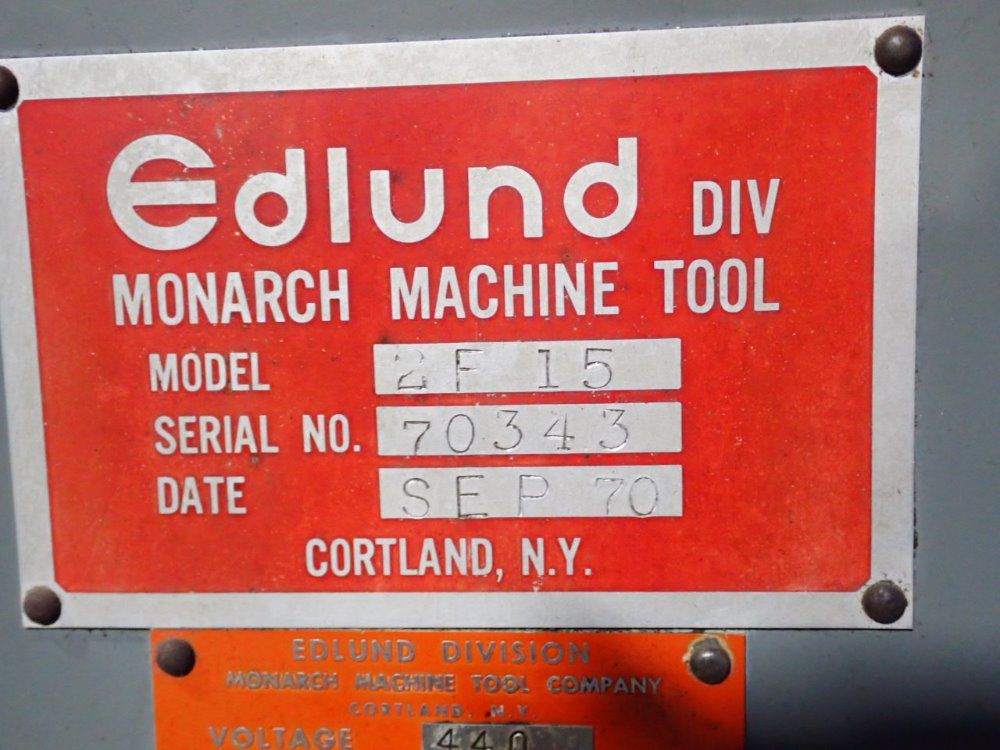 Edlund DIV
MONARCH MACHINE TOOL
MODEL 2F 15
SERIAL NO. 70343
DATE SEP 70
CORTLAND, N.Y.
EDLUND DIVISION
MONARCH MACHINE TOOL COMPANY
CORTLAND, N.Y.
VOLTAGE 440